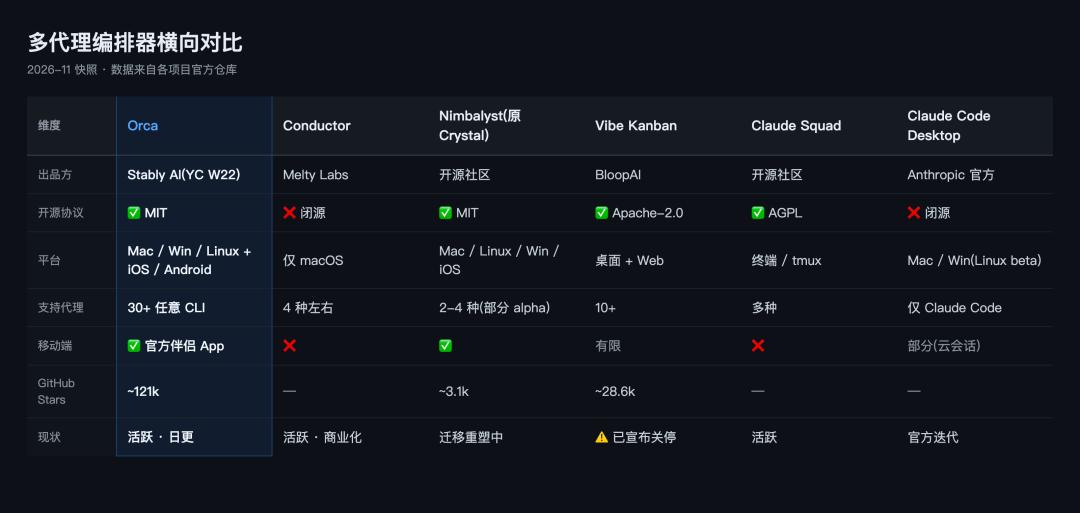 多代理编排器横向对比
2026-11 快照 · 数据来自各项目官方仓库
维度 Orca Conductor Nimbalyst(原 Crystal) Vibe Kanban Claude Squad Claude Code Desktop
出品方 Stably AI(YC W22) Melty Labs 开源社区 BloopAI 开源社区 Anthropic 官方
开源协议 ✅ MIT ❌ 闭源 ✅ MIT ✅ Apache-2.0 ✅ AGPL ❌ 闭源
平台 Mac / Win / Linux + iOS / Android 仅 macOS Mac / Linux / Win / iOS 桌面 + Web 终端 / tmux Mac / Win(Linux beta)
支持代理 30+ 任意 CLI 4 种左右 2-4 种(部分 alpha) 10+ 多种 仅 Claude Code
移动端 ✅ 官方伴侣 App ❌ ✅ 有限 ❌ 部分(云会话)
GitHub Stars ~121k — ~3.1k ~28.6k — —
现状 活跃 · 日更 活跃 · 商业化 迁移重塑中 ⚠️ 已宣布关停 活跃 官方迭代